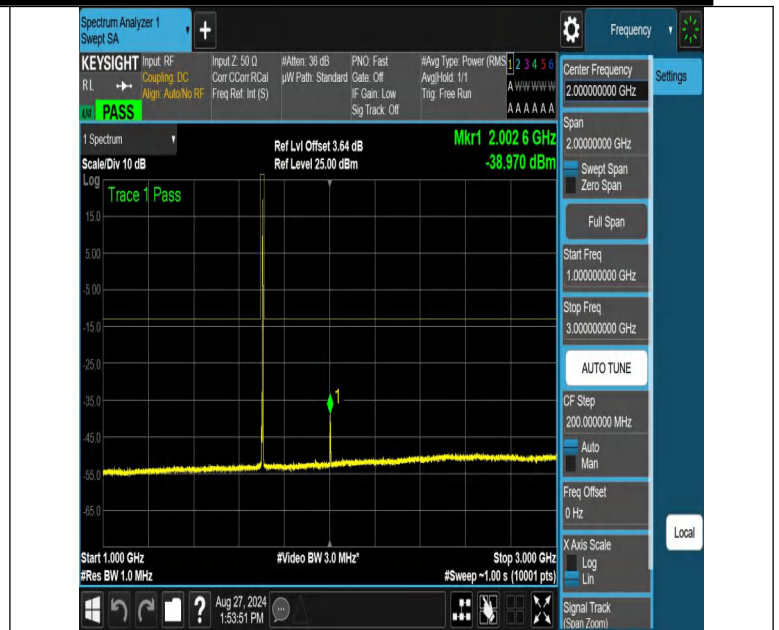 Spectrum Analyzer 1
Swept SA
+
Frequency
KEYSIGHT
RL
PASS
Input: RF
Coupling: DC
Align: Auto/No RF
Input Z: 50 Ω
Corr CCorr RCal
Freq Ref: Int (S)
#Atten: 36 dB
µW Path: Standard
PNO: Fast
Gate: Off
IF Gain: Low
Sig Track: Off
#Avg Type: Power (RMS
Avg|Hold: 1/1
Trig: Free Run
1 2 3 4 5 6
A W W W W W
A A A A A A
Center Frequency
2.000000000 GHz
Settings
1 Spectrum
Scale/Div 10 dB
Ref Lvl Offset 3.64 dB
Ref Level 25.00 dBm
Mkr1 2.002 6 GHz
-38.970 dBm
Log
Trace 1 Pass
15.0
5.00
-5.00
-15.0
-25.0
-35.0
-45.0
-55.0
-65.0
1
Start 1.000 GHz
#Res BW 1.0 MHz
#Video BW 3.0 MHz*
Stop 3.000 GHz
#Sweep ~1.00 s (10001 pts)
Span
2.00000000 GHz
Swept Span
Zero Span
Full Span
Start Freq
1.000000000 GHz
Stop Freq
3.000000000 GHz
AUTO TUNE
CF Step
200.000000 MHz
Auto
Man
Freq Offset
0 Hz
X Axis Scale
Log
Lin
Local
Signal Track
(Span Zoom)
?
Aug 27, 2024
1:53:51 PM